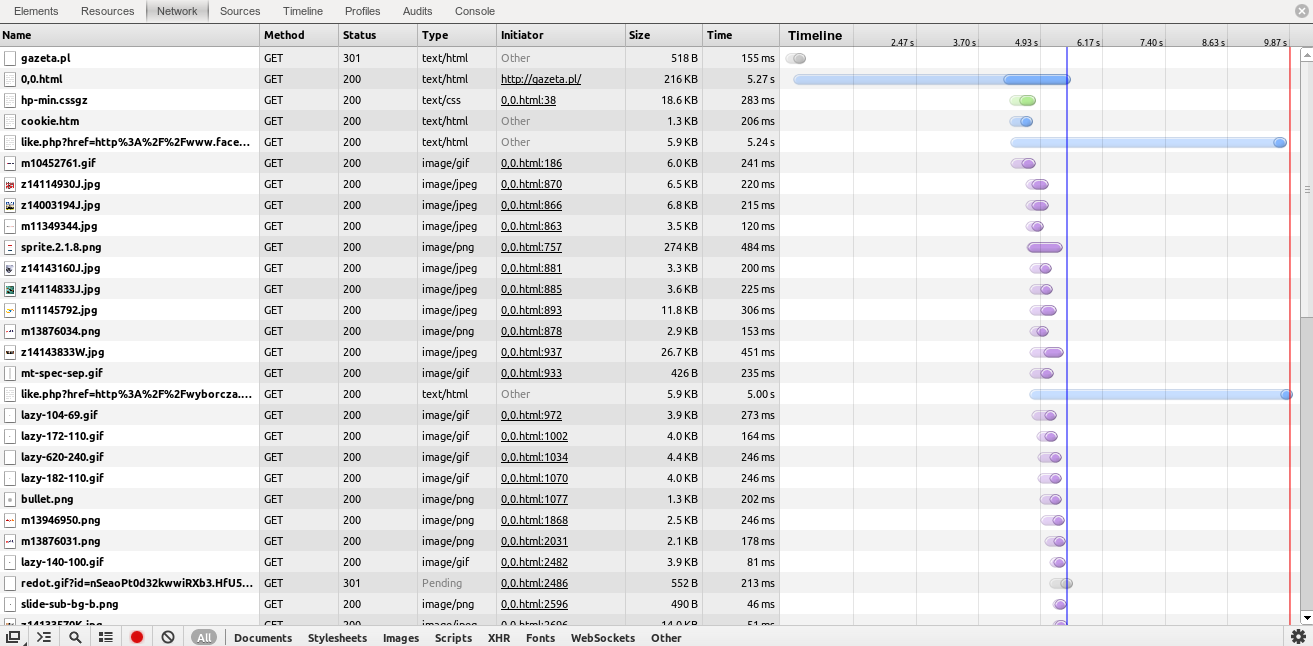 Elements Resources Network Sources Timeline Profiles Audits Console
Name Method Status Type Initiator Size Time Timeline 2.47 s 3.70 s 4.93 s 6.17 s 7.40 s 8.63 s 9.87 s
gazeta.pl GET 301 text/html Other 518 B 155 ms
0,0.html GET 200 text/html http://gazeta.pl/ 216 KB 5.27 s
hp-min.cssgz GET 200 text/css 0,0.html:38 18.6 KB 283 ms
cookie.htm GET 200 text/html Other 1.3 KB 206 ms
like.php?href=http%3A%2F%2Fwww.face... GET 200 text/html Other 5.9 KB 5.24 s
m10452761.gif GET 200 image/gif 0,0.html:186 6.0 KB 241 ms
z14114930J.jpg GET 200 image/jpeg 0,0.html:870 6.5 KB 220 ms
z14003194J.jpg GET 200 image/jpeg 0,0.html:866 6.8 KB 215 ms
m11349344.jpg GET 200 image/jpeg 0,0.html:863 3.5 KB 120 ms
sprite.2.1.8.png GET 200 image/png 0,0.html:757 274 KB 484 ms
z14143160J.jpg GET 200 image/jpeg 0,0.html:881 3.3 KB 200 ms
z14114833J.jpg GET 200 image/jpeg 0,0.html:885 3.6 KB 225 ms
m11145792.jpg GET 200 image/jpeg 0,0.html:893 11.8 KB 306 ms
m13876034.png GET 200 image/png 0,0.html:878 2.9 KB 153 ms
z14143833W.jpg GET 200 image/jpeg 0,0.html:937 26.7 KB 451 ms
mt-spec-sep.gif GET 200 image/gif 0,0.html:933 426 B 235 ms
like.php?href=http%3A%2F%2Fwyborcza.... GET 200 text/html Other 5.9 KB 5.00 s
lazy-104-69.gif GET 200 image/gif 0,0.html:972 3.9 KB 273 ms
lazy-172-110.gif GET 200 image/gif 0,0.html:1002 4.0 KB 164 ms
lazy-620-240.gif GET 200 image/gif 0,0.html:1034 4.4 KB 246 ms
lazy-182-110.gif GET 200 image/gif 0,0.html:1070 4.0 KB 246 ms
bullet.png GET 200 image/png 0,0.html:1077 1.3 KB 202 ms
m13946950.png GET 200 image/png 0,0.html:1868 2.5 KB 246 ms
m13876031.png GET 200 image/png 0,0.html:2031 2.1 KB 178 ms
lazy-140-100.gif GET 200 image/gif 0,0.html:2482 3.9 KB 81 ms
redot.gif?id=nSeaoPt0d32kwwiRXb3.HfU5... GET 301 Pending 0,0.html:2486 552 B 213 ms
slide-sub-bg-b.png GET 200 image/png 0,0.html:2596 490 B 46 ms
All Documents Stylesheets Images Scripts XHR Fonts WebSockets Other